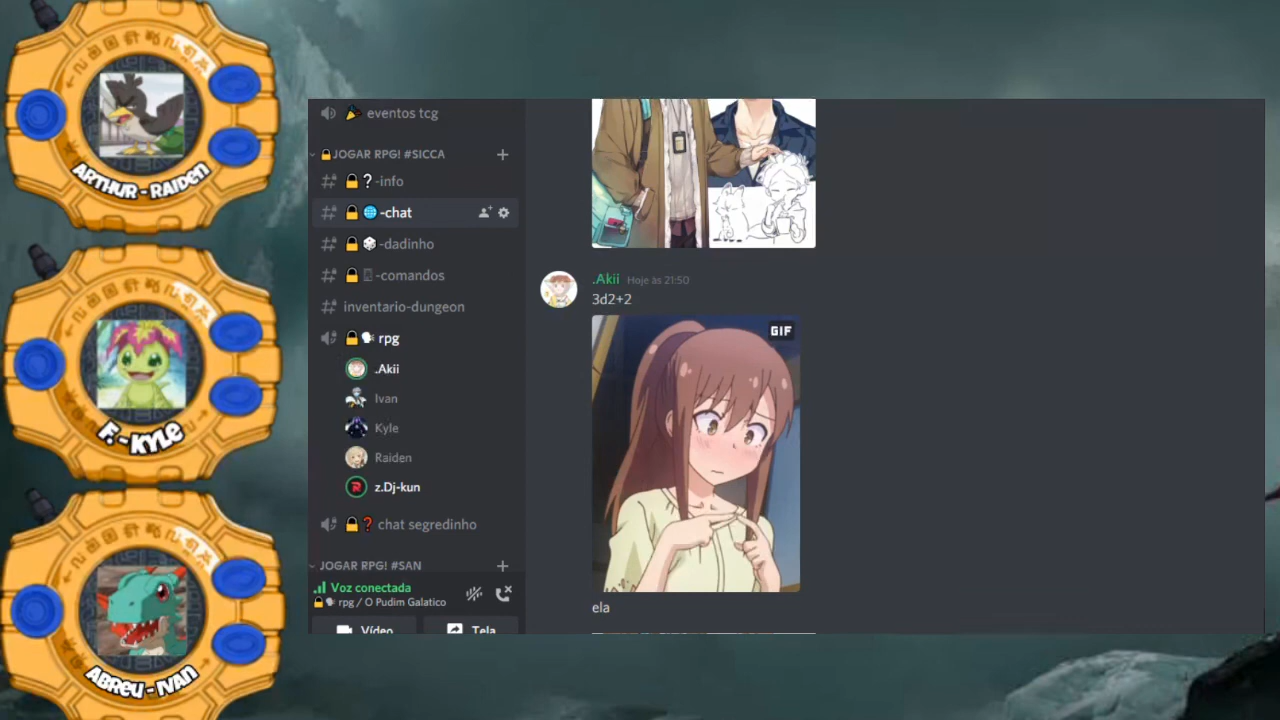 ARTHUR - RAIDEN
F. - KYLE
ABREU - IVAN
eventos tcg
JOGAR RPG! #SICCA
?-info
-chat
-dadinho
-comandos
inventario-dungeon
rpg
.Akii
Ivan
Kyle
Raiden
z.Dj-kun
? chat segredinho
JOGAR RPG! #SAN
Voz conectada
rpg / O Pudim Galatico
Vídeo
Tela
.Akii Hoje às 21:50
3d2+2
GIF
ela